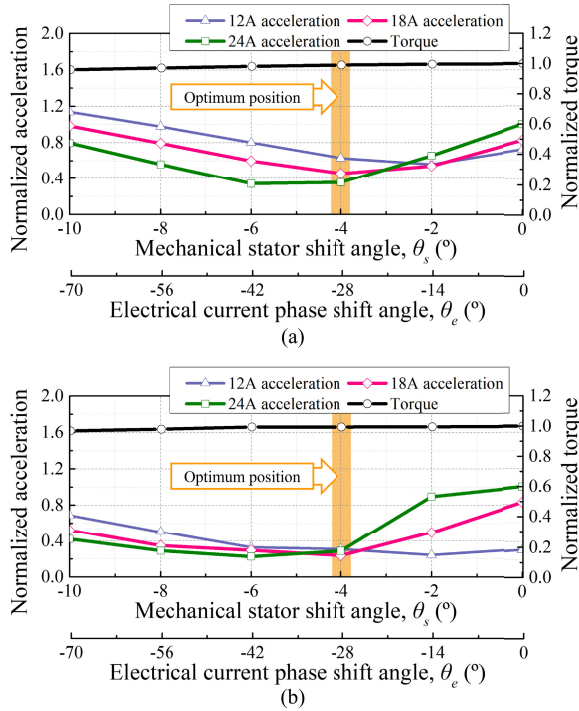 12A acceleration 18A acceleration
24A acceleration Torque
Normalized acceleration
2.0
1.6
1.2
0.8
0.4
0.0
Optimum position
1.2
1.0
0.8
0.6
0.4
0.2
0.0
Normalized torque
-10 -8 -6 -4 -2 0
Mechanical stator shift angle, θs (º)
-70 -56 -42 -28 -14 0
Electrical current phase shift angle, θe (º)
(a)
12A acceleration 18A acceleration
24A acceleration Torque
Normalized acceleration
2.0
1.6
1.2
0.8
0.4
0.0
Optimum position
1.2
1.0
0.8
0.6
0.4
0.2
0.0
Normalized torque
-10 -8 -6 -4 -2 0
Mechanical stator shift angle, θs (º)
-70 -56 -42 -28 -14 0
Electrical current phase shift angle, θe (º)
(b)